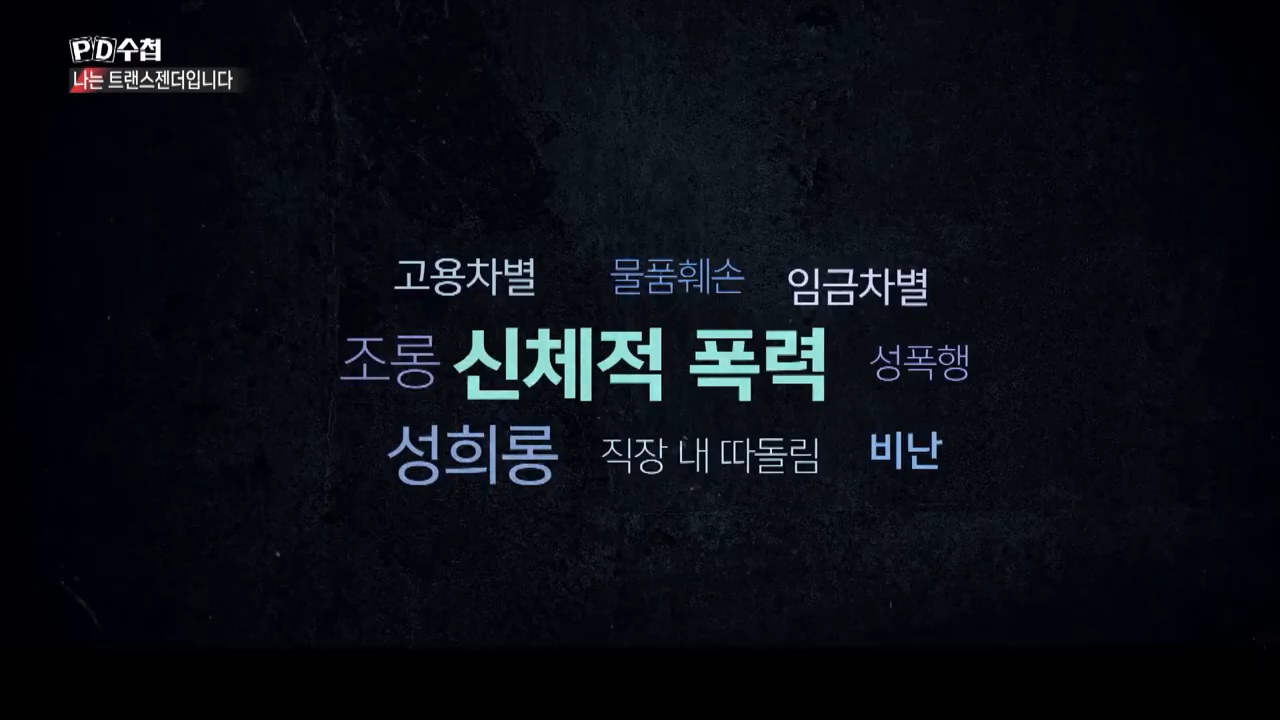 PD수첩
나는 트랜스젠더입니다
고용차별 물품훼손 임금차별
조롱 신체적 폭력 성폭행
성희롱 직장 내 따돌림 비난